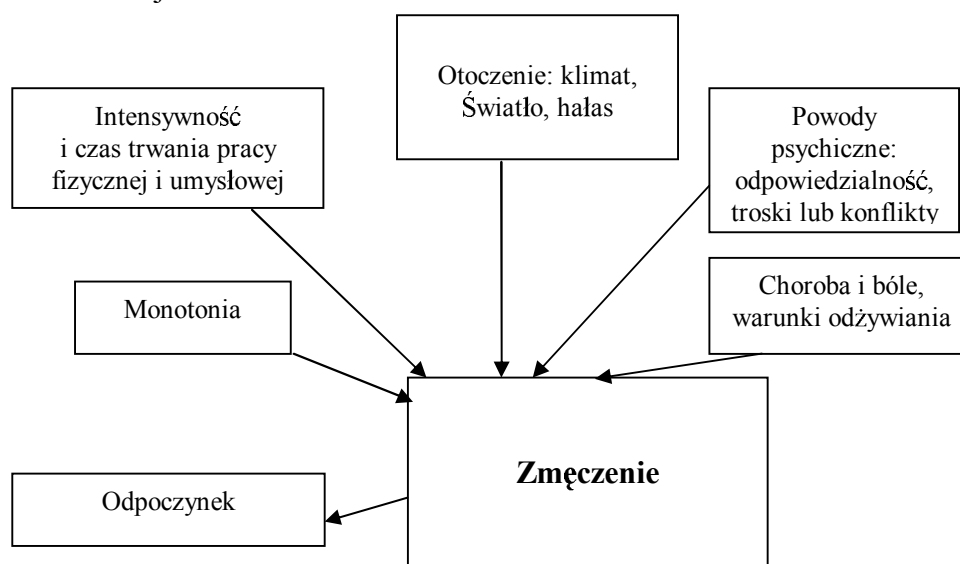 Otoczenie: klimat,
Światło, hałas
Intensywność
i czas trwania pracy
fizycznej i umysłowej
Powody
psychiczne:
odpowiedzialność,
troski lub konflikty
Monotonia
Choroba i bóle,
warunki odżywiania
Zmęczenie
Odpoczynek